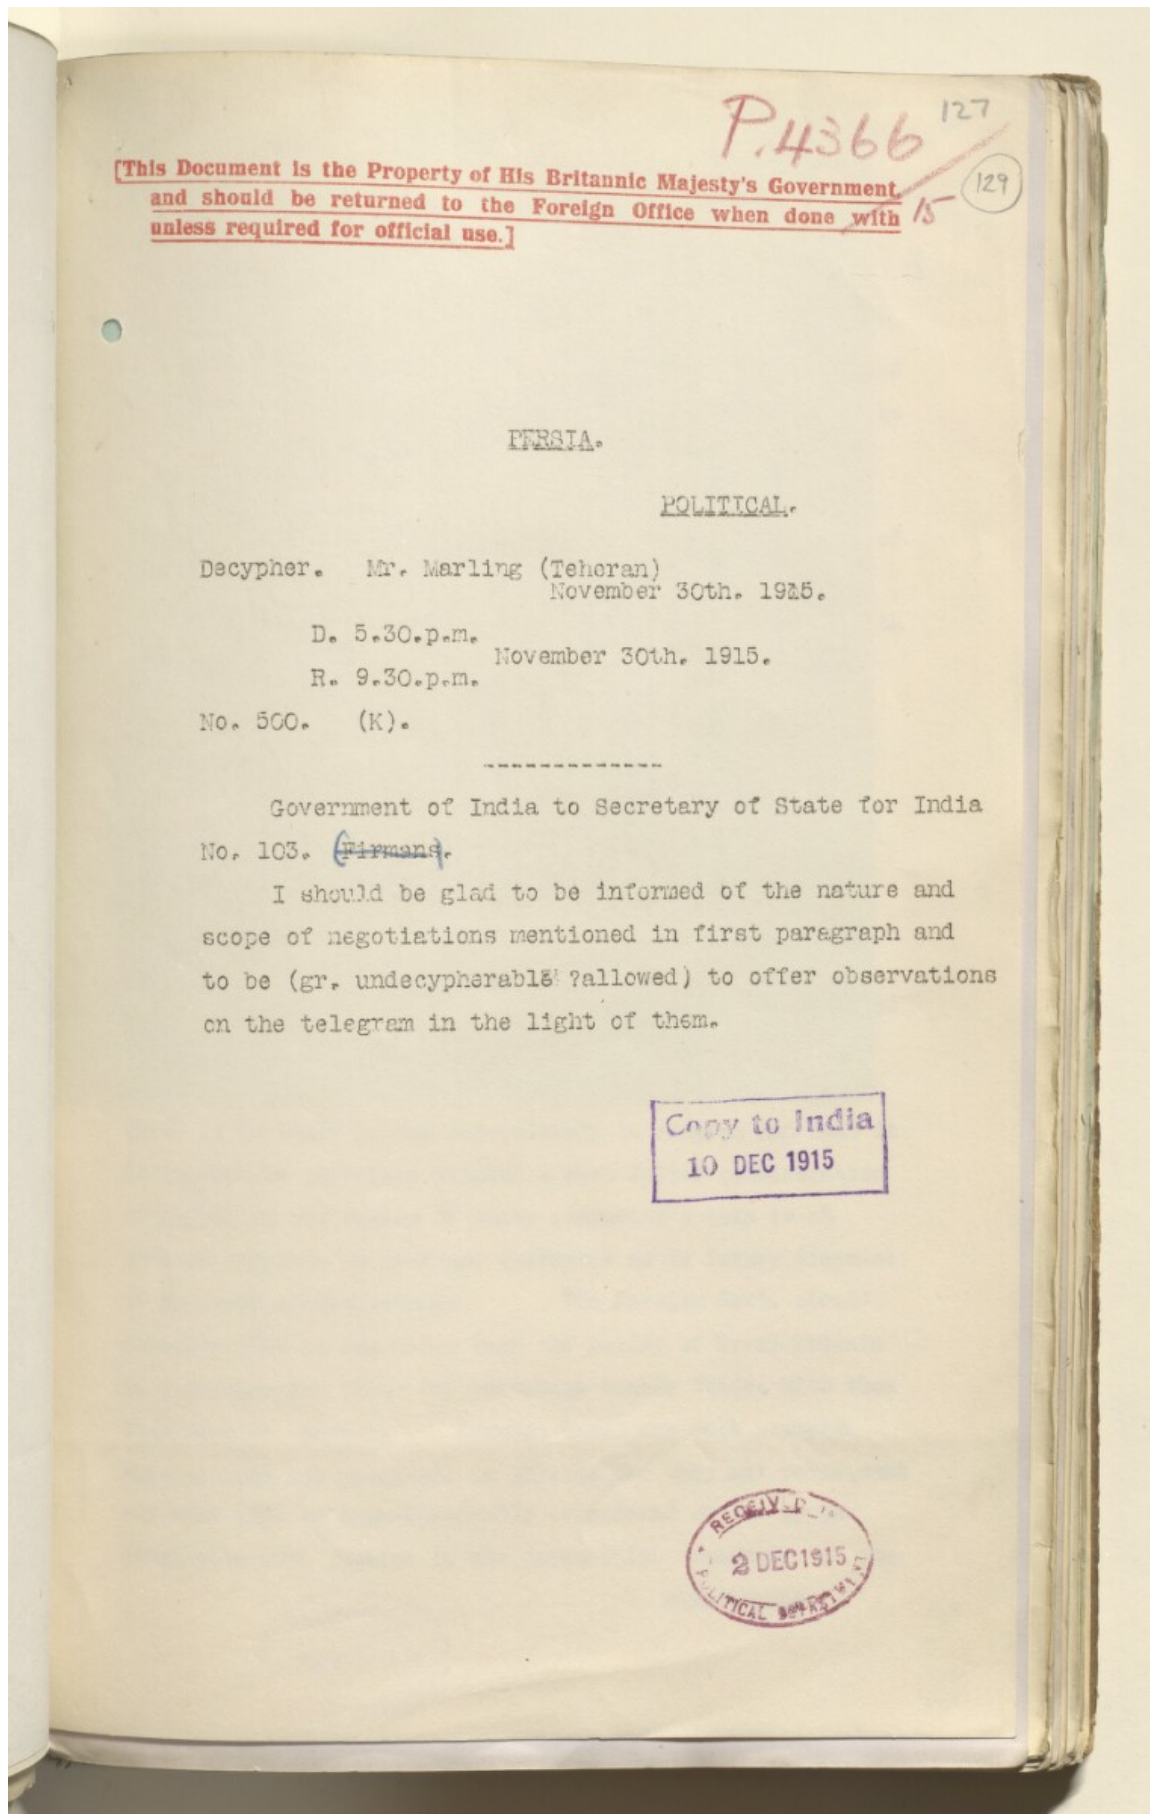 P.4366
127
129
15
[This Document is the Property of His Britannic Majesty's Government,
and should be returned to the Foreign Office when done with
unless required for official use.]
PERSIA.
POLITICAL.
Decypher. Mr. Marling (Teheran)
November 30th. 1915.
D. 5.30.p.m.
November 30th. 1915.
R. 9.30.p.m.
No. 500. (K).
-------------
Government of India to Secretary of State for India
No. 103. (Firmans).
I should be glad to be informed of the nature and
scope of negotiations mentioned in first paragraph and
to be (gr. undecypherable ?allowed) to offer observations
on the telegram in the light of them.
Copy to India
10 DEC 1915
RECEIVED
2 DEC 1915
POLITICAL DEPARTMENT